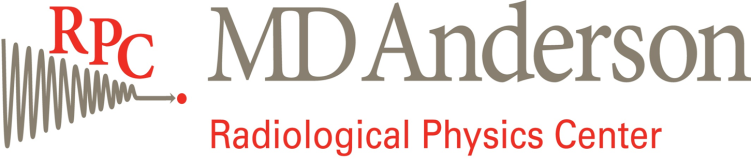 RPC
MD Anderson
Radiological Physics Center